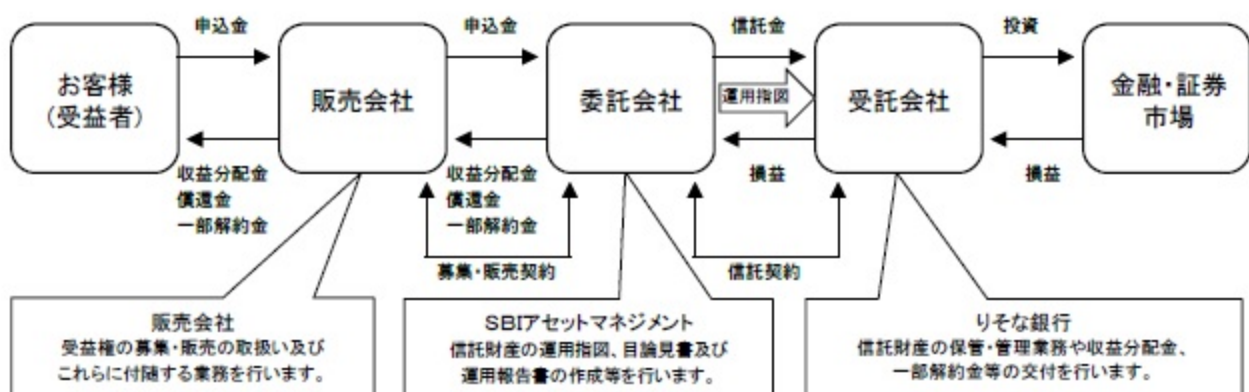 申込金
申込金
信託金
投資
お客様
(受益者)
販売会社
委託会社
運用指図
受託会社
金融・証券
市場
収益分配金
償還金
一部解約金
収益分配金
償還金
一部解約金
損益
損益
募集・販売契約
信託契約
販売会社
受益権の募集・販売の取扱い及び
これらに付随する業務を行います。
SBIアセットマネジメント
信託財産の運用指図、目論見書及び
運用報告書の作成等を行います。
りそな銀行
信託財産の保管・管理業務や収益分配金、
一部解約金等の交付を行います。